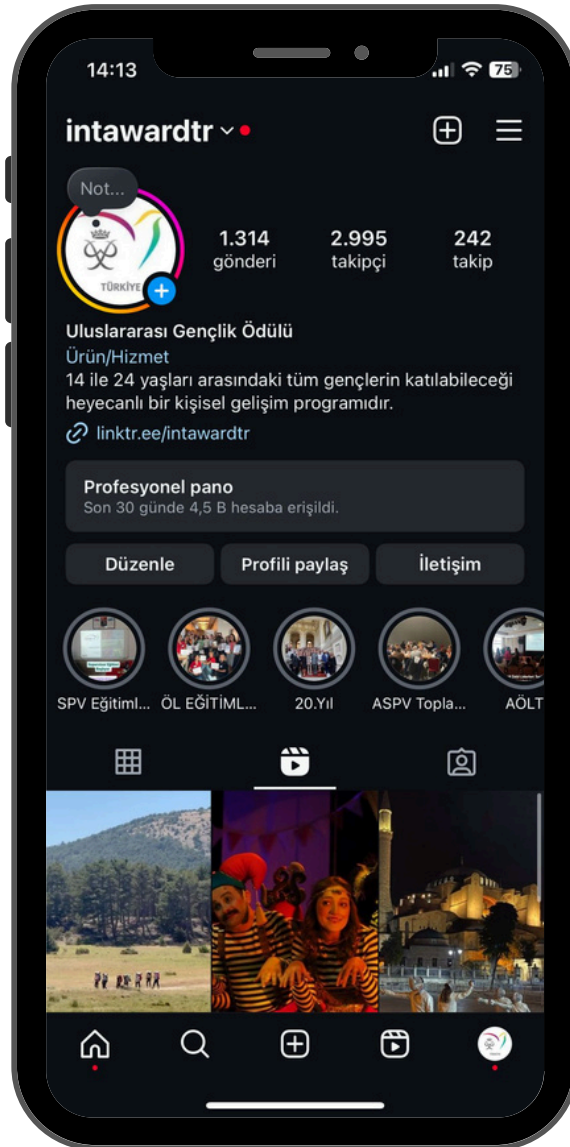 14:13
75
intawardtr
Not...
TÜRKİYE
1.314 2.995 242
gönderi takipçi takip
Uluslararası Gençlik Ödülü
Ürün/Hizmet
14 ile 24 yaşları arasındaki tüm gençlerin katılabileceği
heyecanlı bir kişisel gelişim programıdır.
linktr.ee/intawardtr
Profesyonel pano
Son 30 günde 4,5 B hesaba erişildi.
Düzenle Profili paylaş İletişim
SPV Eğitiml... ÖL EĞİTİML... 20.Yıl ASPV Topla... AÖLT